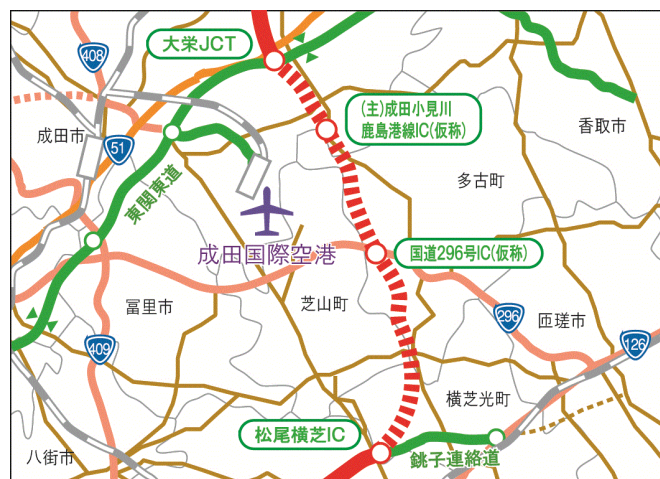 大栄JCT
408
(主)成田小見川
鹿島港線IC(仮称)
香取市
成田市
51
多古町
東関東道
成田国際空港
国道296号IC(仮称)
富里市
芝山町
296
匝瑳市
126
409
横芝光町
松尾横芝IC
銚子連絡道
八街市